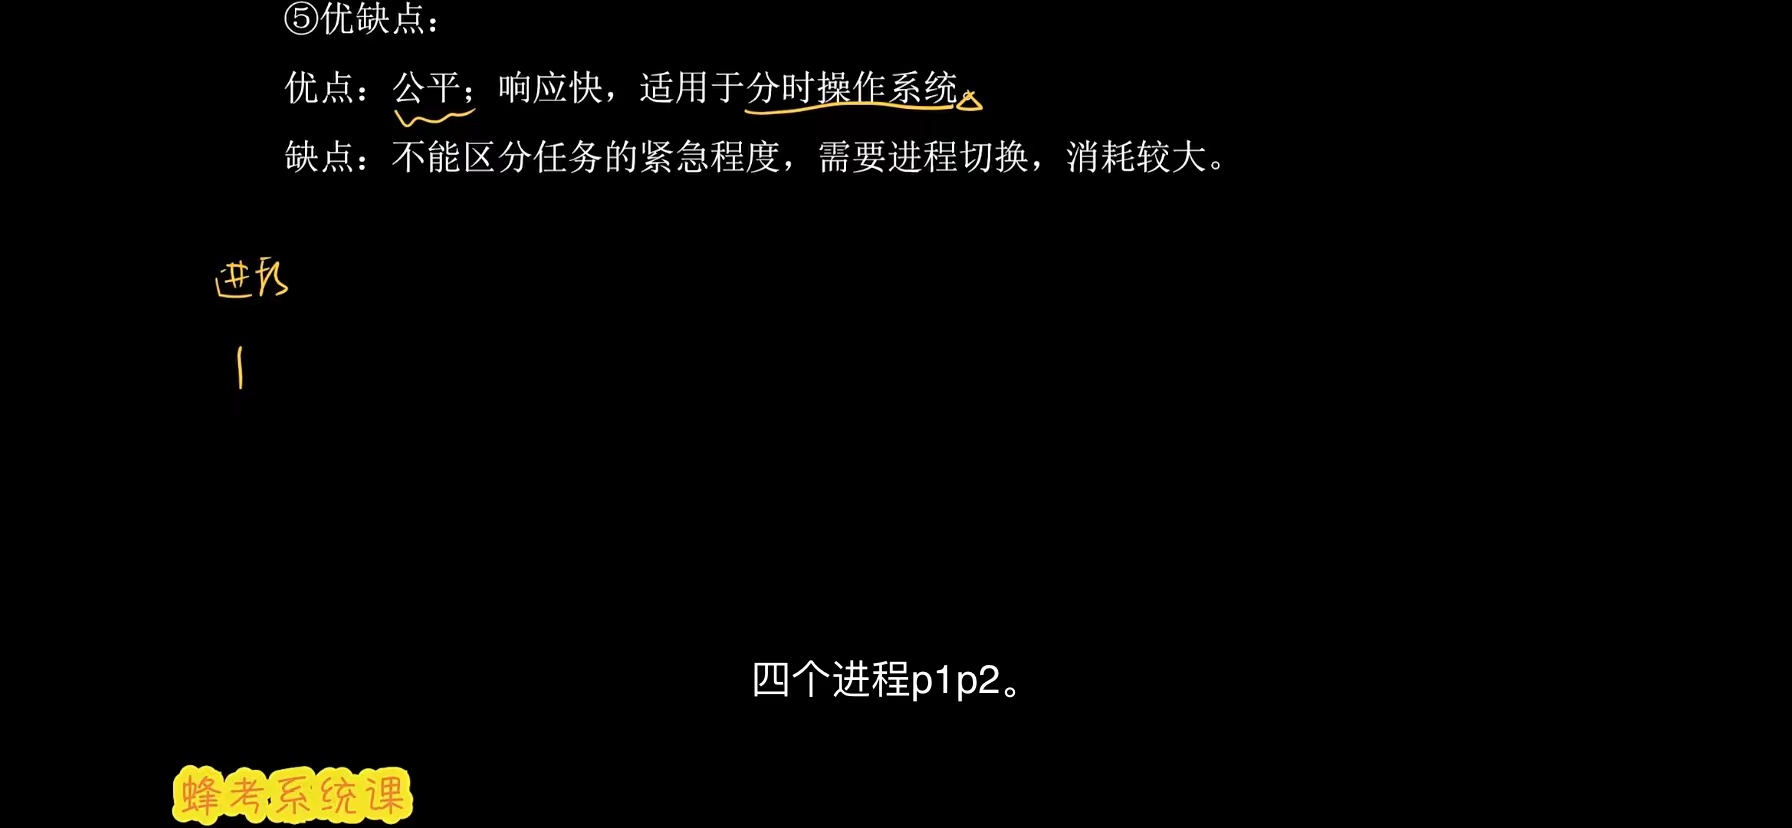 ⑤优缺点：
优点：公平；响应快，适用于分时操作系统。
缺点：不能区分任务的紧急程度，需要进程切换，消耗较大。
进程
四个进程p1p2。
蜂考系统课